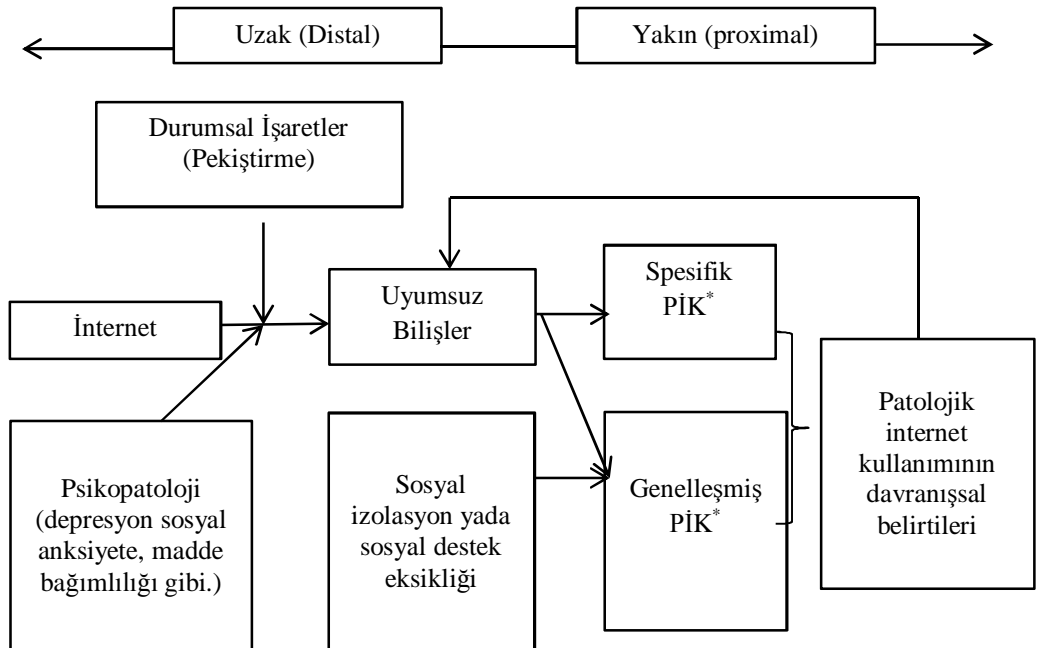 Uzak (Distal)
Yakın (proximal)
Durumsal İşaretler
(Pekiştirme)
İnternet
Uyumsuz
Bilişler
Spesifik
PİK*
Psikopatoloji
(depresyon sosyal
anksiyete, madde
bağımlılığı gibi.)
Sosyal
izolasyon yada
sosyal destek
eksikliği
Genelleşmiş
PİK*
Patolojik
internet
kullanımının
davranışsal
belirtileri